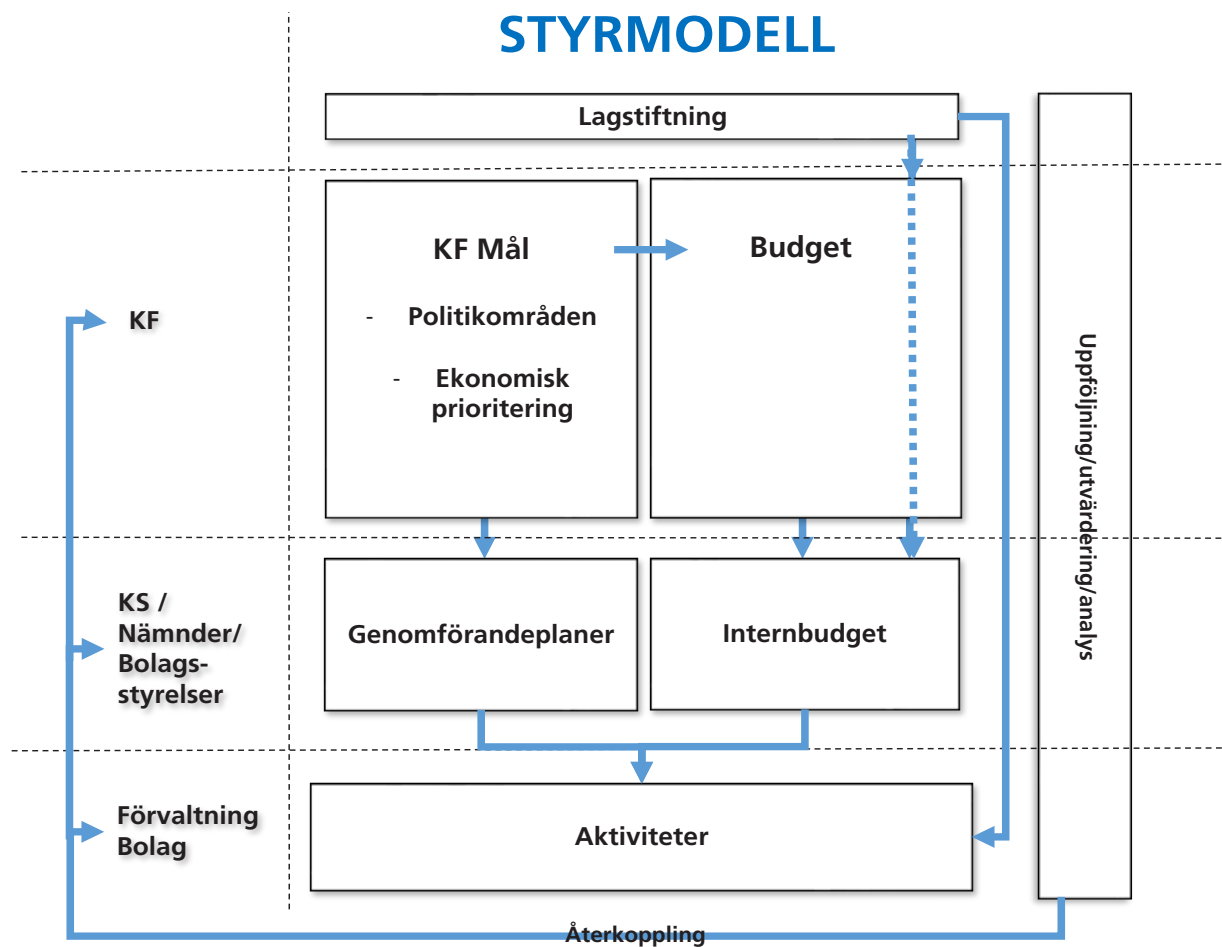 STYRMODELL
Lagstiftning
KF Mål
- Politikområden
- Ekonomisk
prioritering
Budget
KF
Uppföljning/utvärdering/analys
KS /
Nämnder/
Bolags-
styrelser
Genomförandeplaner
Internbudget
Förvaltning
Bolag
Aktiviteter
Återkoppling